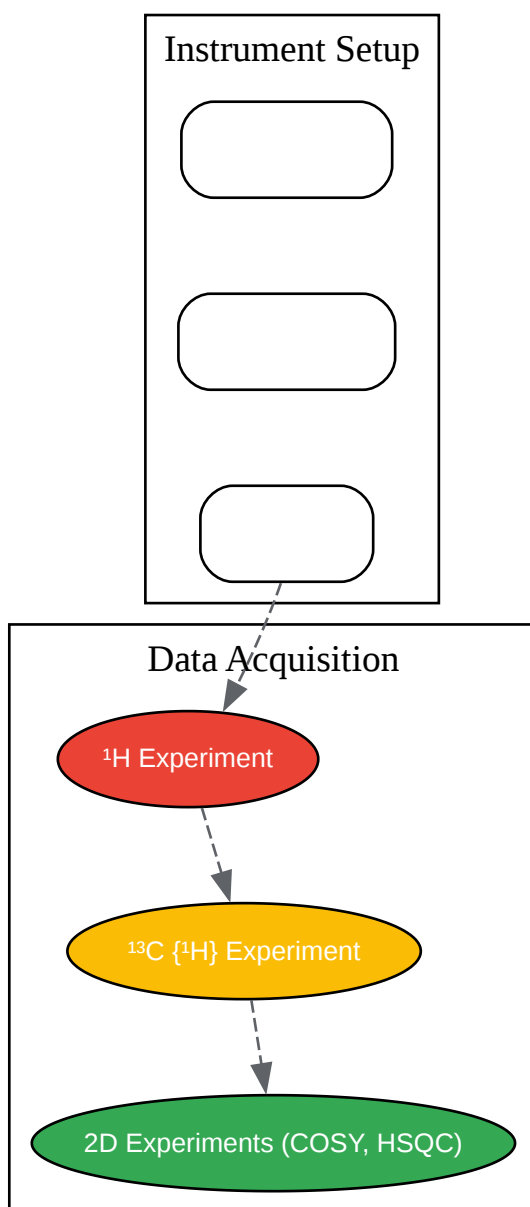 Instrument Setup
Data Acquisition
¹H Experiment
¹³C {¹H} Experiment
2D Experiments (COSY, HSQC)